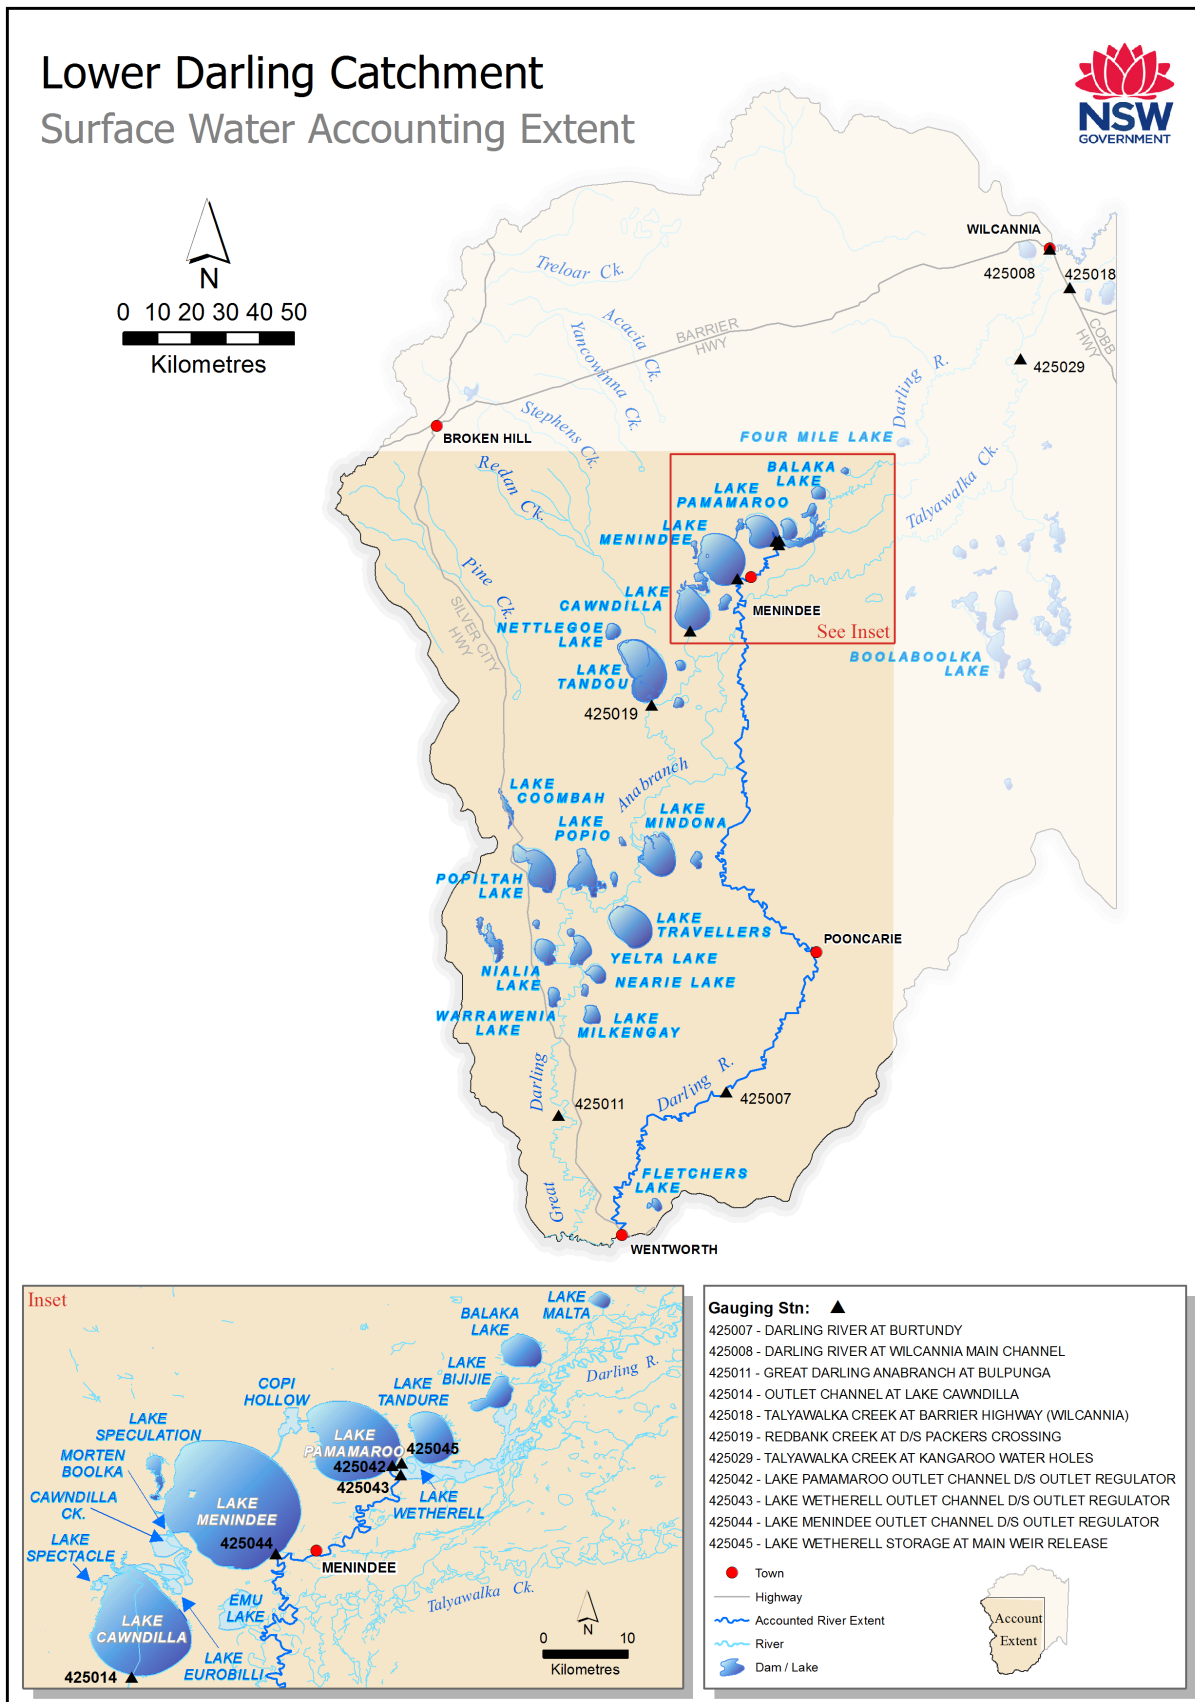 Lower Darling Catchment
Surface Water Accounting Extent
NSW
GOVERNMENT
N
0 10 20 30 40 50
Kilometres
WILCANNIA
425008
425018
Treloar Ck.
Acacia Ck.
Yancowinna Ck.
BARRIER
HWY
COBB
HWY
425029
Darling R.
Stephens Ck.
BROKEN HILL
FOUR MILE LAKE
Redan Ck.
BALAKA
LAKE
LAKE
PAMAMAROO
Talyawalka Ck.
LAKE
MENINDEE
Pine Ck.
SILVER CITY
HWY
LAKE
CAWNDILLA
MENINDEE
See Inset
NETTLEGOE
LAKE
BOOLABOOLKA
LAKE
LAKE
TANDOU
425019
Anabranch
LAKE
COOMBAH
LAKE
POPIO
LAKE
MINDONA
POPILTAH
LAKE
LAKE
TRAVELLERS
POONCARIE
YELTA LAKE
NIALIA
LAKE
NEARIE LAKE
WARRAWENIA
LAKE
LAKE
MILKENGAY
Darling
Darling R.
425011
425007
FLETCHERS
LAKE
Great
WENTWORTH
Inset
LAKE
MALTA
BALAKA
LAKE
Darling R.
LAKE
BIJIJIE
COPI
HOLLOW
LAKE
TANDURE
LAKE
SPECULATION
LAKE
PAMAMAROO
425045
MORTEN
BOOLKA
425042
425043
CAWNDILLA
CK.
LAKE
MENINDEE
LAKE
WETHERELL
LAKE
SPECTACLE
425044
MENINDEE
Talyawalka Ck.
EMU
LAKE
LAKE
CAWNDILLA
N
0 10
Kilometres
LAKE
EUROBILLI
425014
Gauging Stn:
425007 - DARLING RIVER AT BURTUNDY
425008 - DARLING RIVER AT WILCANNIA MAIN CHANNEL
425011 - GREAT DARLING ANABRANCH AT BULPUNGA
425014 - OUTLET CHANNEL AT LAKE CAWNDILLA
425018 - TALYAWALKA CREEK AT BARRIER HIGHWAY (WILCANNIA)
425019 - REDBANK CREEK AT D/S PACKERS CROSSING
425029 - TALYAWALKA CREEK AT KANGAROO WATER HOLES
425042 - LAKE PAMAMAROO OUTLET CHANNEL D/S OUTLET REGULATOR
425043 - LAKE WETHERELL OUTLET CHANNEL D/S OUTLET REGULATOR
425044 - LAKE MENINDEE OUTLET CHANNEL D/S OUTLET REGULATOR
425045 - LAKE WETHERELL STORAGE AT MAIN WEIR RELEASE
Town
Highway
Accounted River Extent
River
Dam / Lake
Account
Extent